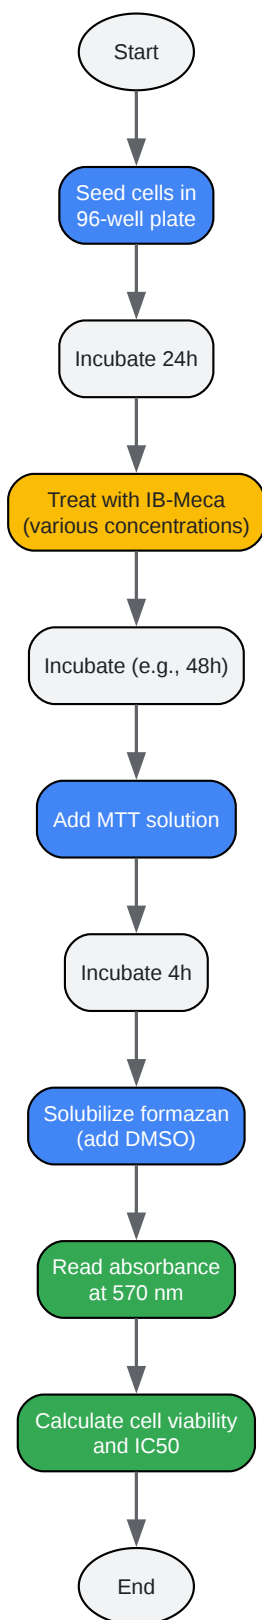 Start
Seed cells in
96-well plate
Incubate 24h
Treat with IB-Meca
(various concentrations)
Incubate (e.g., 48h)
Add MTT solution
Incubate 4h
Solubilize formazan
(add DMSO)
Read absorbance
at 570 nm
Calculate cell viability
and IC50
End